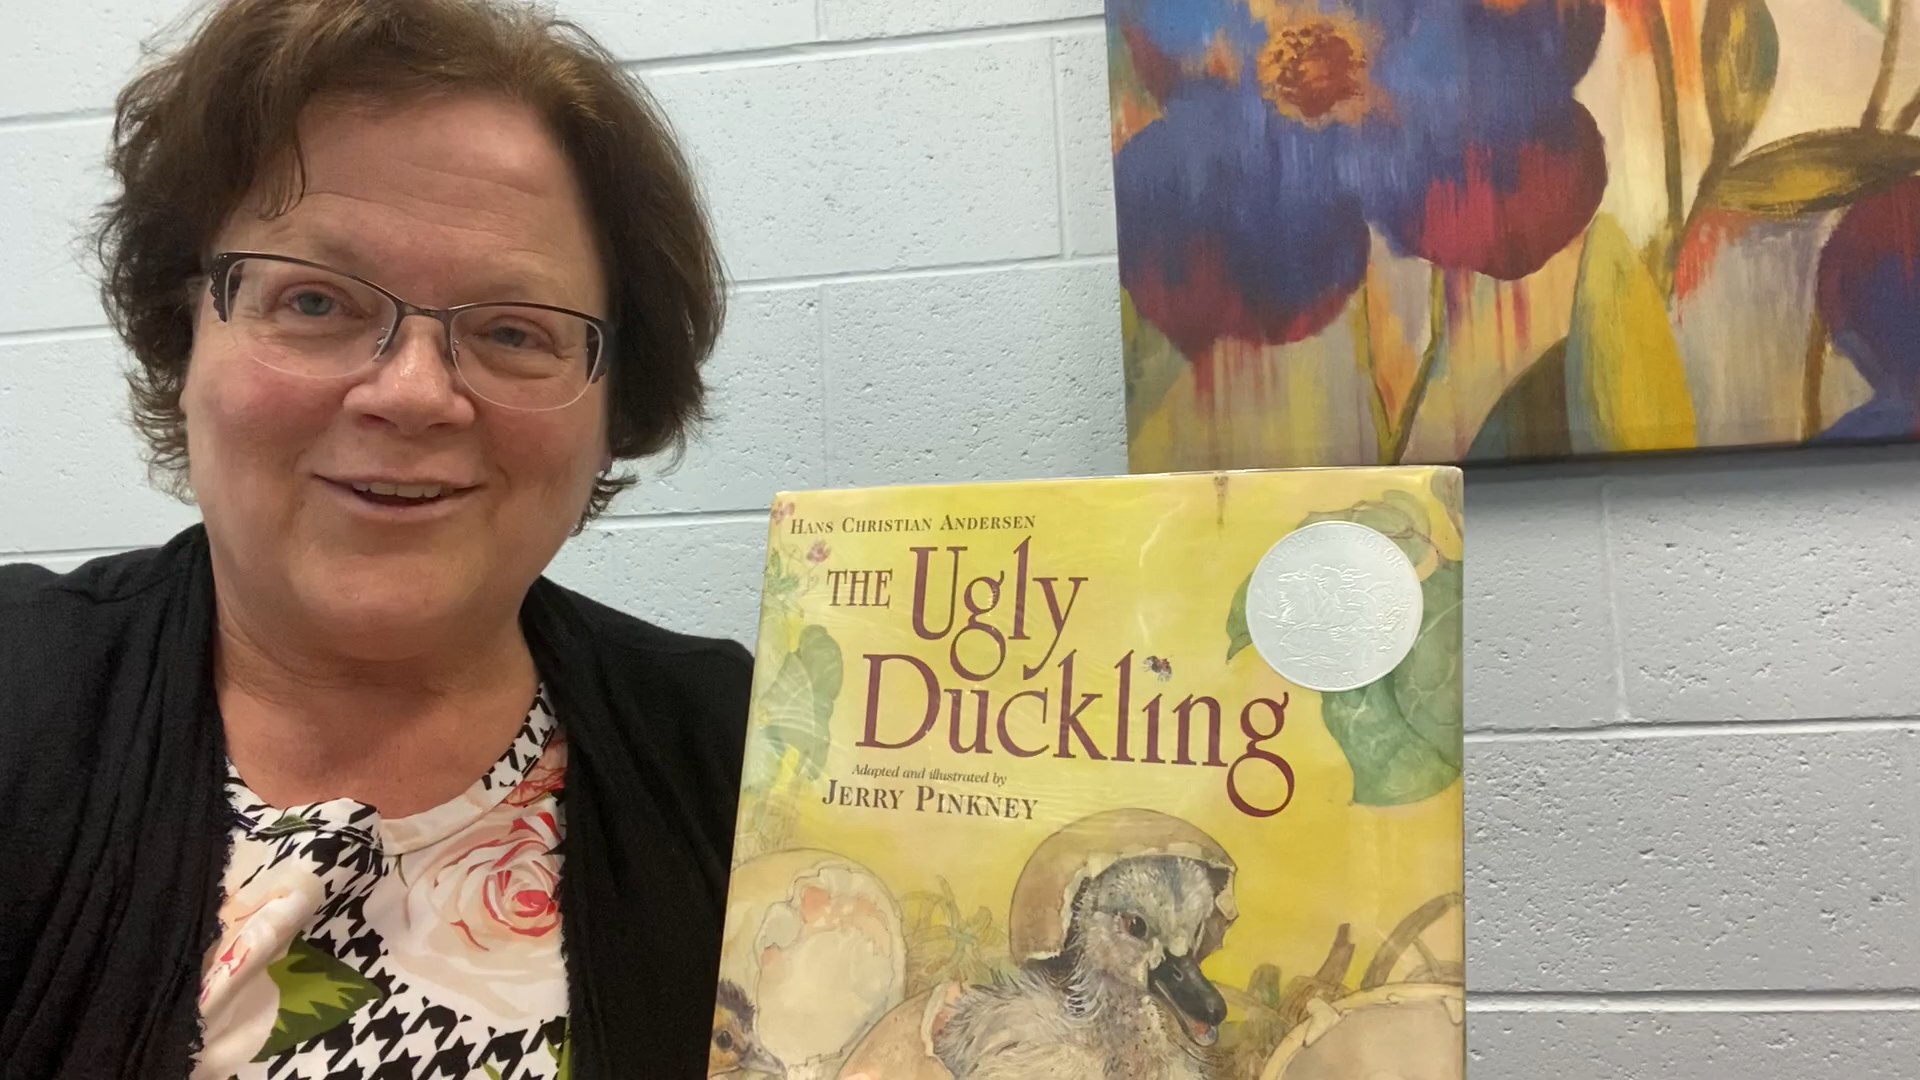 Hans Christian Andersen
THE Ugly
Duckling
Adapted and illustrated by
Jerry Pinkney